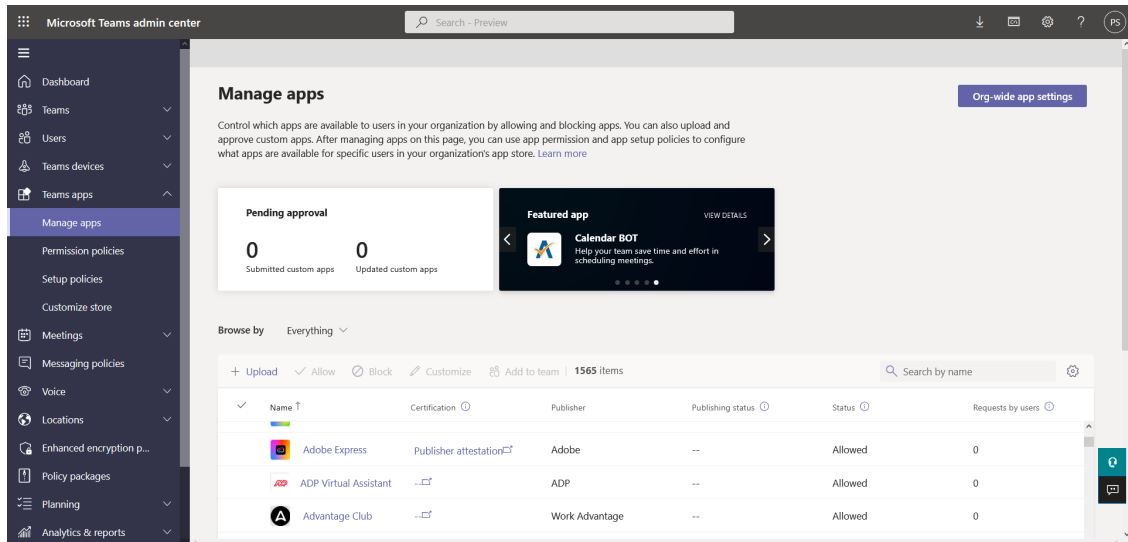 Microsoft Teams admin center
Search - Preview
PS
Dashboard
Teams
Users
Teams devices
Teams apps
Manage apps
Permission policies
Setup policies
Customize store
Meetings
Messaging policies
Voice
Locations
Enhanced encryption p...
Policy packages
Planning
Analytics & reports
Manage apps
Org-wide app settings
Control which apps are available to users in your organization by allowing and blocking apps. You can also upload and
approve custom apps. After managing apps on this page, you can use app permission and app setup policies to configure
what apps are available for specific users in your organization's app store. Learn more
Pending approval
0 0
Submitted custom apps Updated custom apps
Featured app VIEW DETAILS
Calendar BOT
Help your team save time and effort in
scheduling meetings.
Browse by Everything
+ Upload Allow Block Customize Add to team | 1565 items Search by name
Name ↑ Certification Publisher Publishing status Status Requests by users
Adobe Express Publisher attestation Adobe -- Allowed 0
ADP ADP Virtual Assistant -- ADP -- Allowed 0
A Advantage Club -- Work Advantage -- Allowed 0